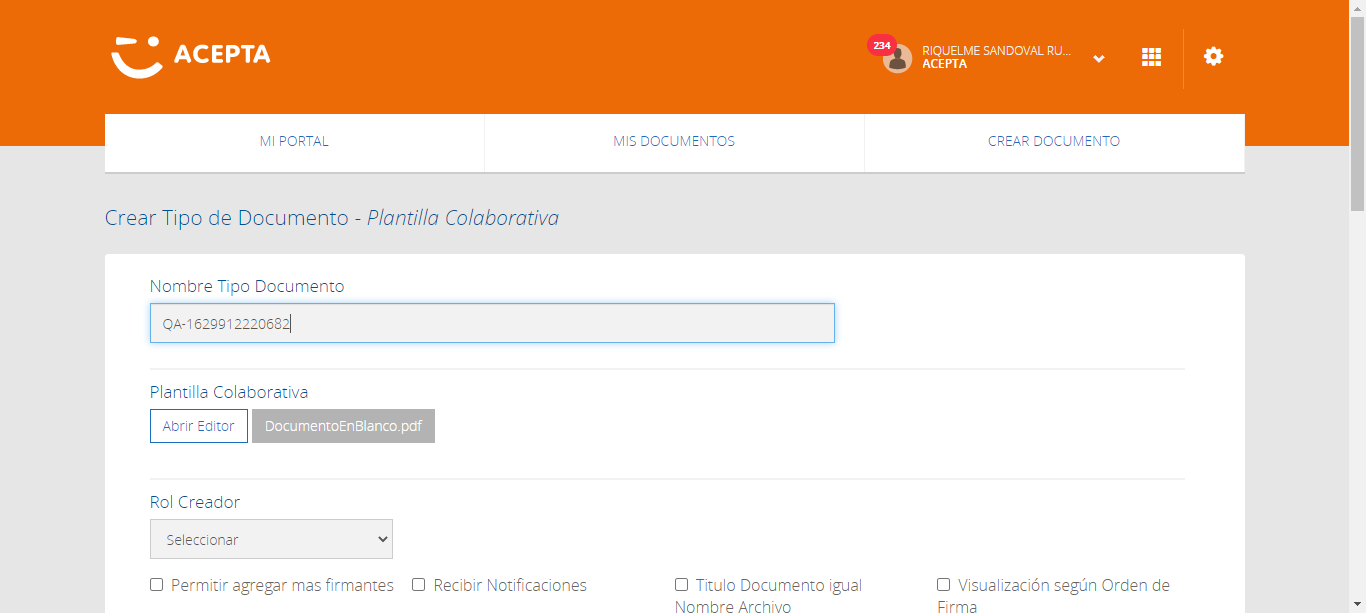 ACEPTA
234
RIQUELME SANDOVAL RU...
ACEPTA
MI PORTAL
MIS DOCUMENTOS
CREAR DOCUMENTO
Crear Tipo de Documento - Plantilla Colaborativa
Nombre Tipo Documento
QA-1629912220682
Plantilla Colaborativa
Abrir Editor
DocumentoEnBlanco.pdf
Rol Creador
Seleccionar
Permitir agregar mas firmantes
Recibir Notificaciones
Titulo Documento igual
Nombre Archivo
Visualización según Orden de
Firma